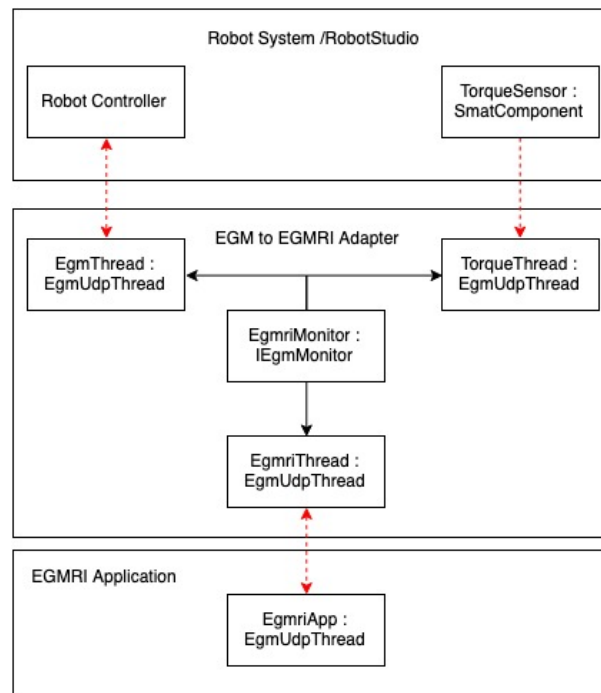 Robot System /RobotStudio
Robot Controller
TorqueSensor :
SmatComponent
EGM to EGMRI Adapter
EgmThread :
EgmUdpThread
TorqueThread :
EgmUdpThread
EgmriMonitor :
IEgmMonitor
EgmriThread :
EgmUdpThread
EGMRI Application
EgmriApp :
EgmUdpThread